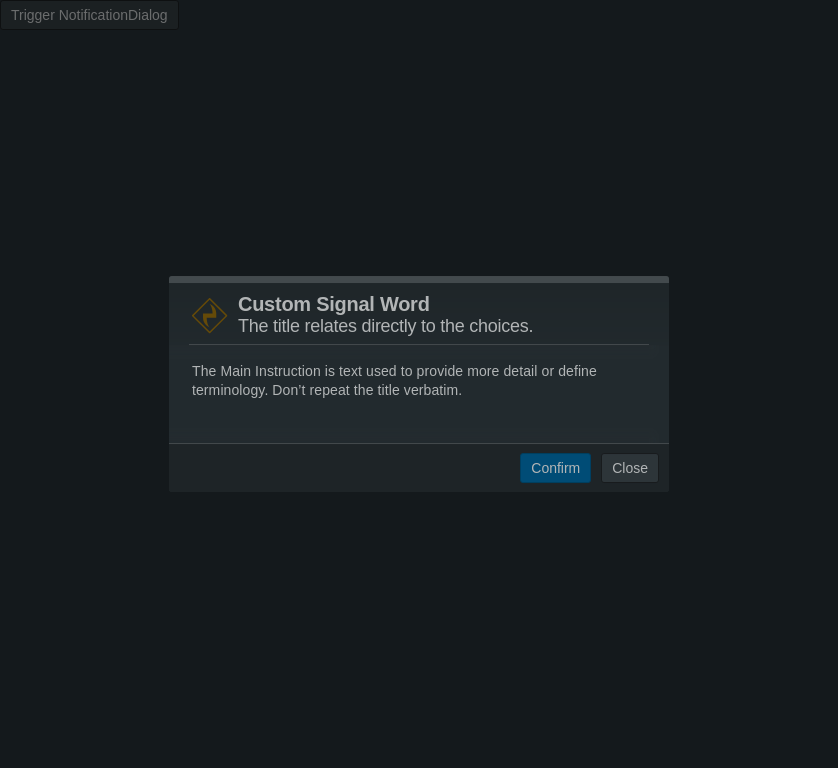 Trigger NotificationDialog
Custom Signal Word
The title relates directly to the choices.
The Main Instruction is text used to provide more detail or define
terminology. Don’t repeat the title verbatim.
Confirm
Close